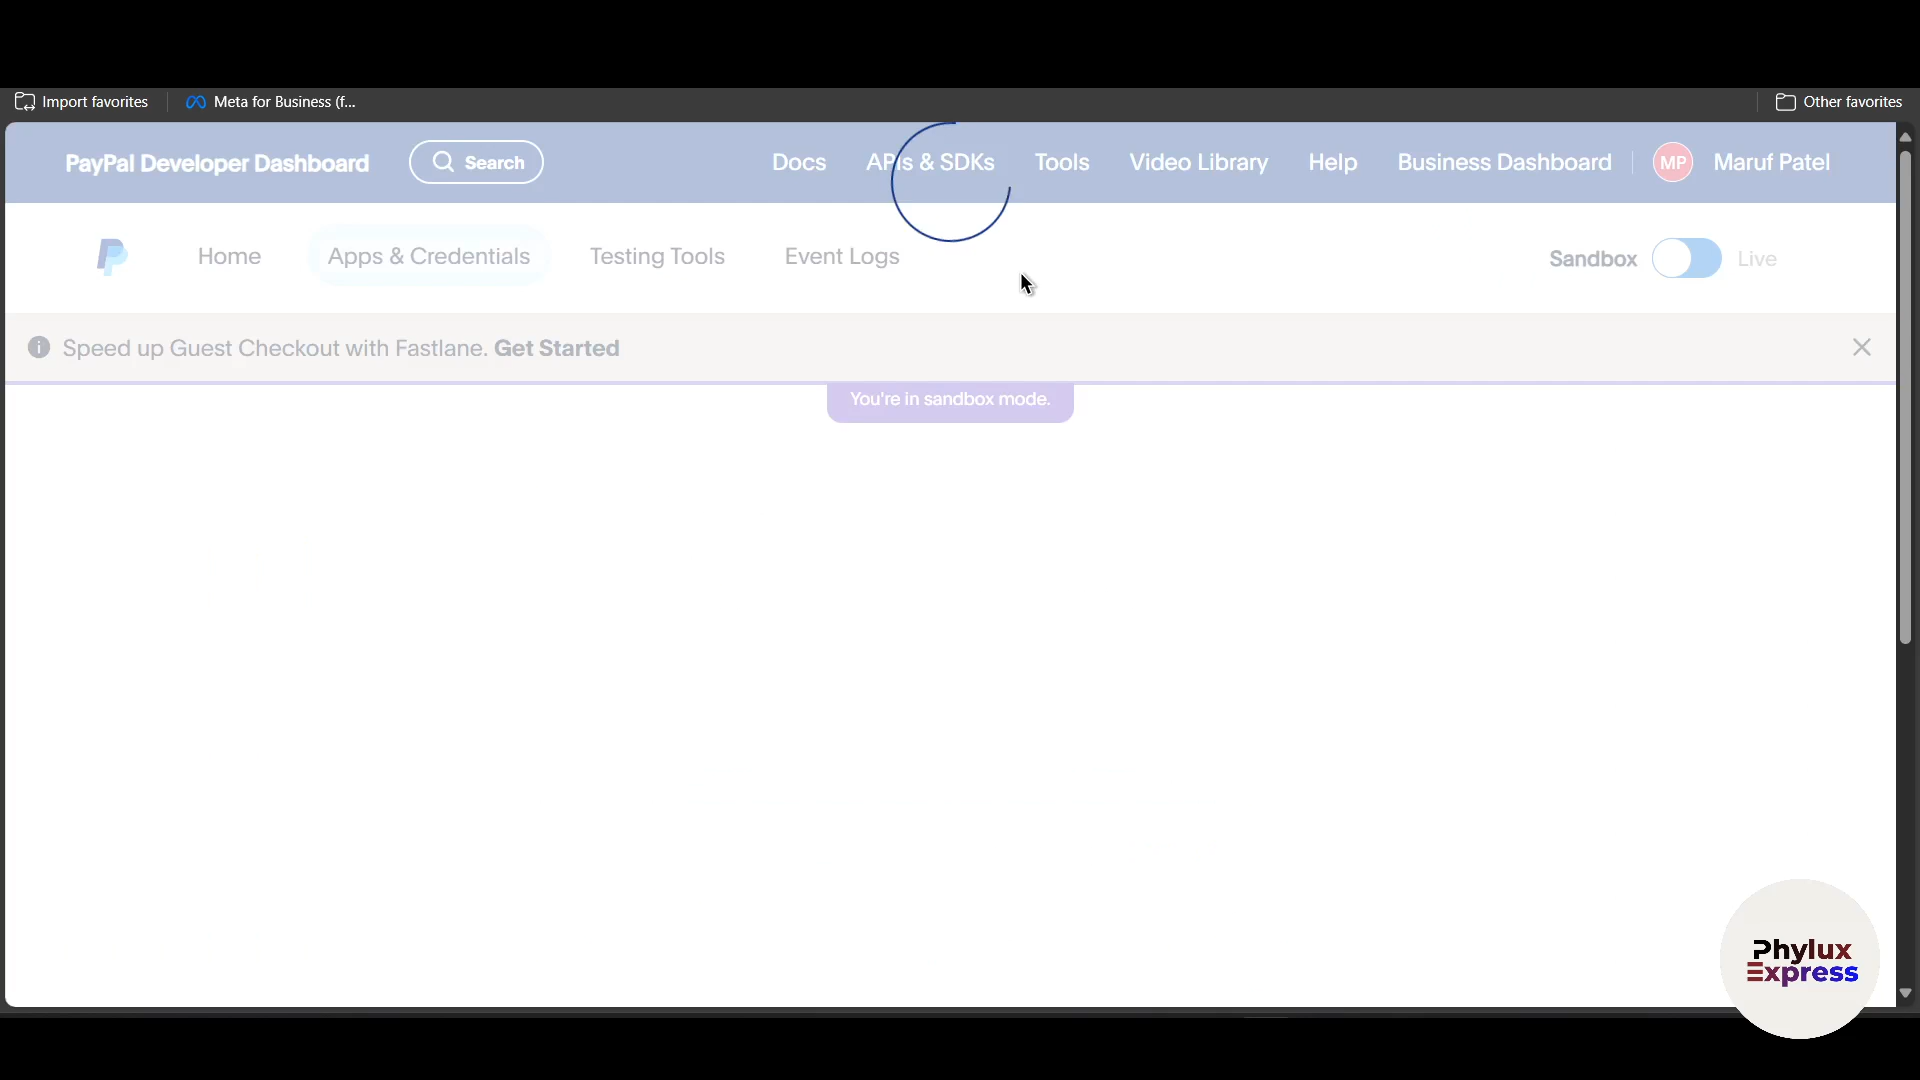 Import favorites
Meta for Business (f...
Other favorites
PayPal Developer Dashboard
Search
Docs
APIs & SDKs
Tools
Video Library
Help
Business Dashboard
MP
Maruf Patel
Home
Apps & Credentials
Testing Tools
Event Logs
Sandbox
Live
Speed up Guest Checkout with Fastlane. Get Started
You're in sandbox mode.
Phylux
Express